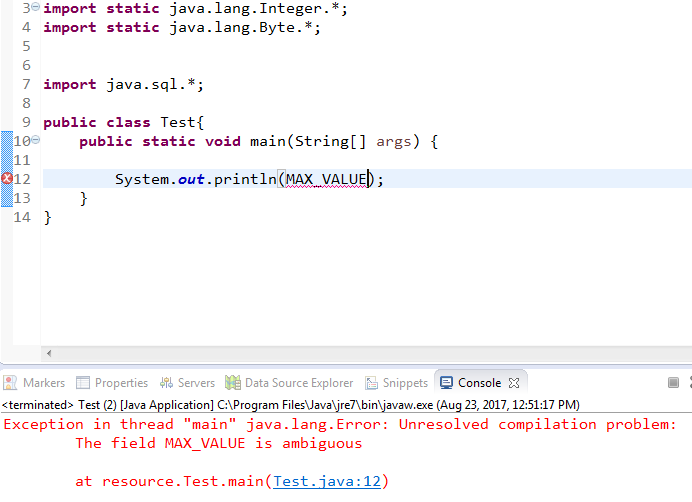 3 import static java.lang.Integer.*;
4 import static java.lang.Byte.*;
5
6
7 import java.sql.*;
8
9 public class Test{
10 public static void main(String[] args) {
11
12 System.out.println(MAX_VALUE);
13 }
14 }
Markers Properties Servers Data Source Explorer Snippets Console
<terminated> Test (2) [Java Application] C:\Program Files\Java\jre7\bin\javaw.exe (Aug 23, 2017, 12:51:17 PM)
Exception in thread "main" java.lang.Error: Unresolved compilation problem:
The field MAX_VALUE is ambiguous
at resource.Test.main(Test.java:12)